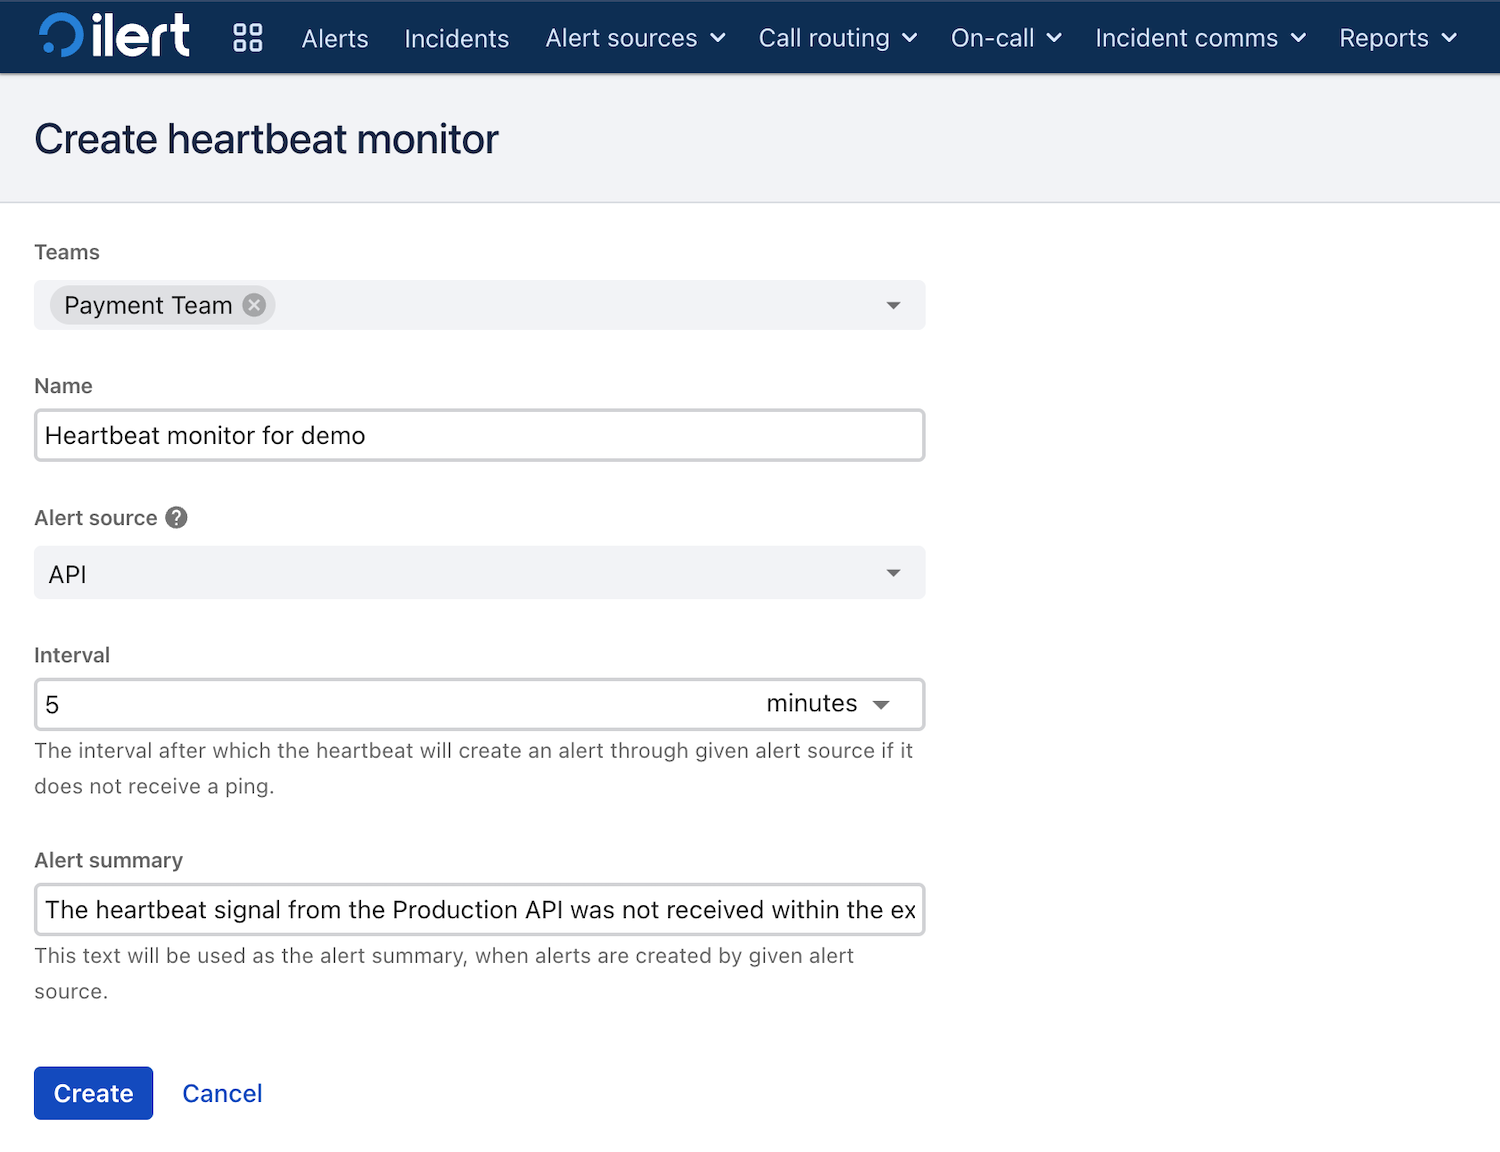 ilert Alerts Incidents Alert sources Call routing On-call Incident comms Reports
Create heartbeat monitor
Teams
Payment Team
Name
Heartbeat monitor for demo
Alert source ?
API
Interval
5 minutes
The interval after which the heartbeat will create an alert through given alert source if it
does not receive a ping.
Alert summary
The heartbeat signal from the Production API was not received within the ex
This text will be used as the alert summary, when alerts are created by given alert
source.
Create Cancel